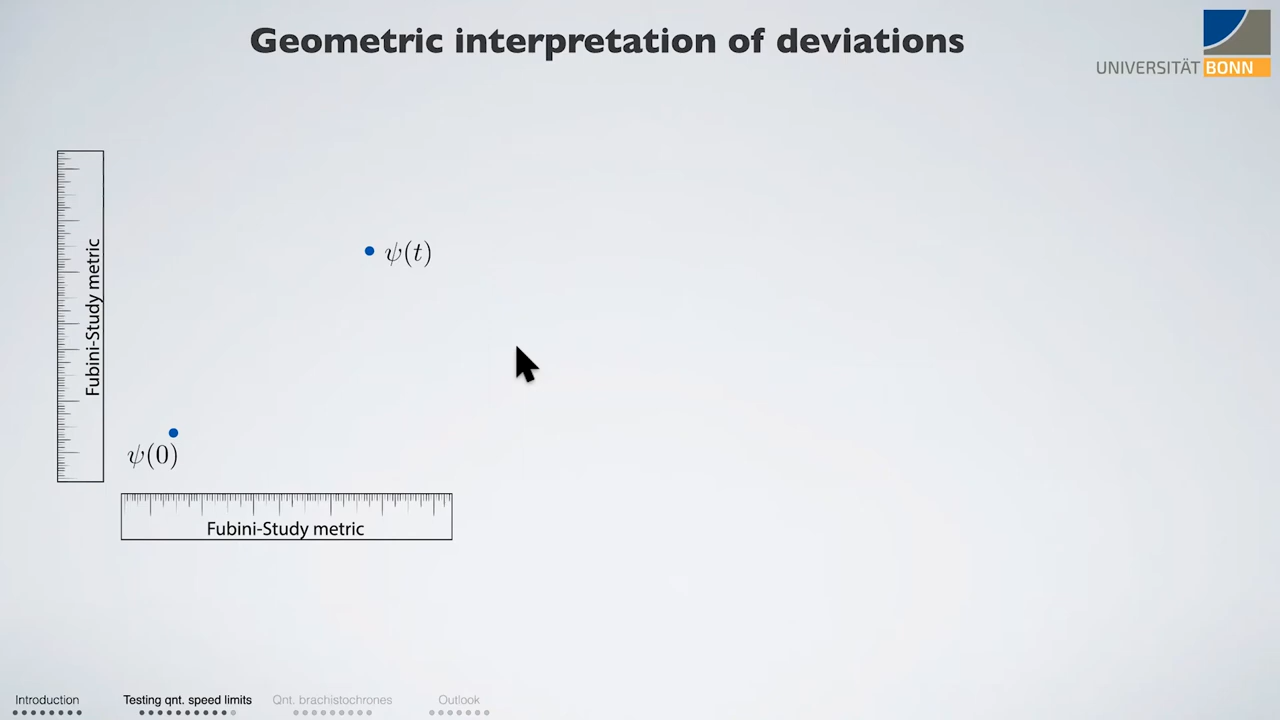 Geometric interpretation of deviations
UNIVERSITÄT BONN
Fubini-Study metric
ψ(t)
ψ(0)
Fubini-Study metric
Introduction
Testing qnt. speed limits
Qnt. brachistochrones
Outlook